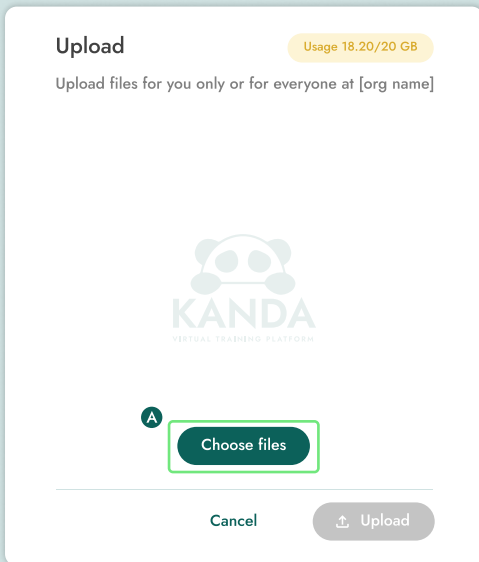 Upload
Usage 18.20/20 GB
Upload files for you only or for everyone at [org name]
KANDA
VIRTUAL TRAINING PLATFORM
A
Choose files
Cancel
Upload